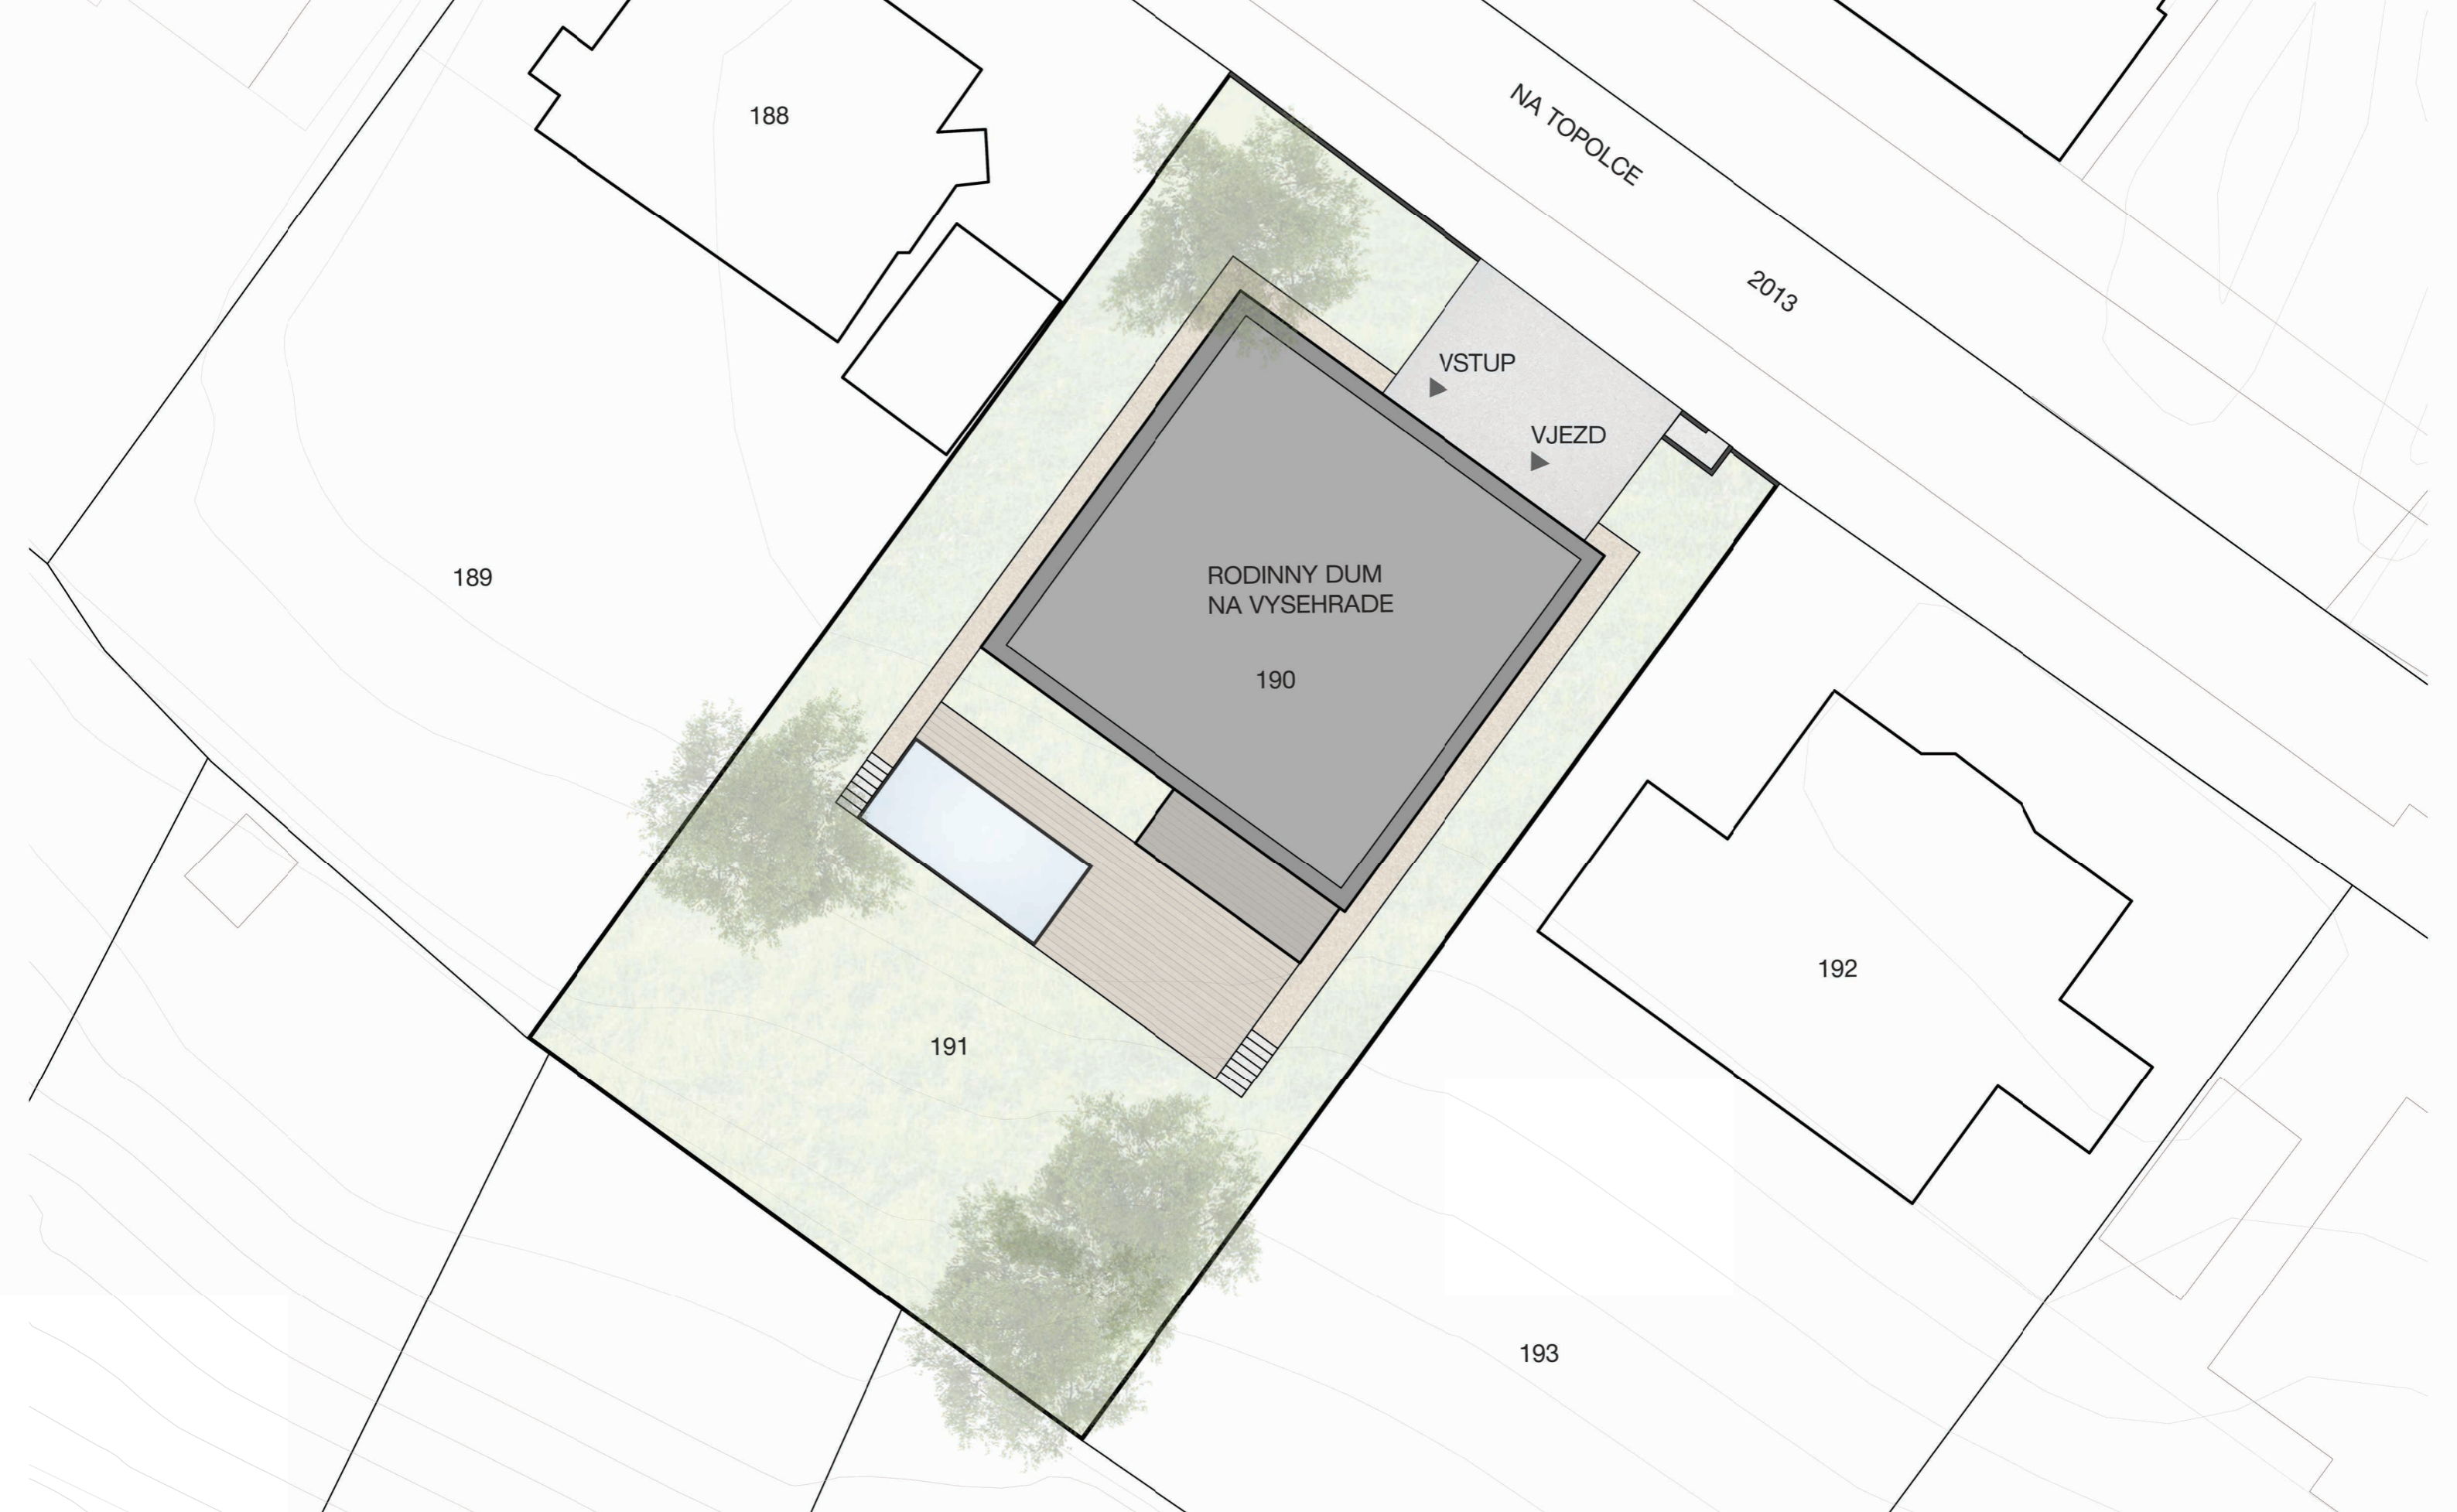 188
NA TOPOLCE
2013
VSTUP
VJEZD
189
RODINNY DUM
NA VYSEHRADE
190
192
191
193